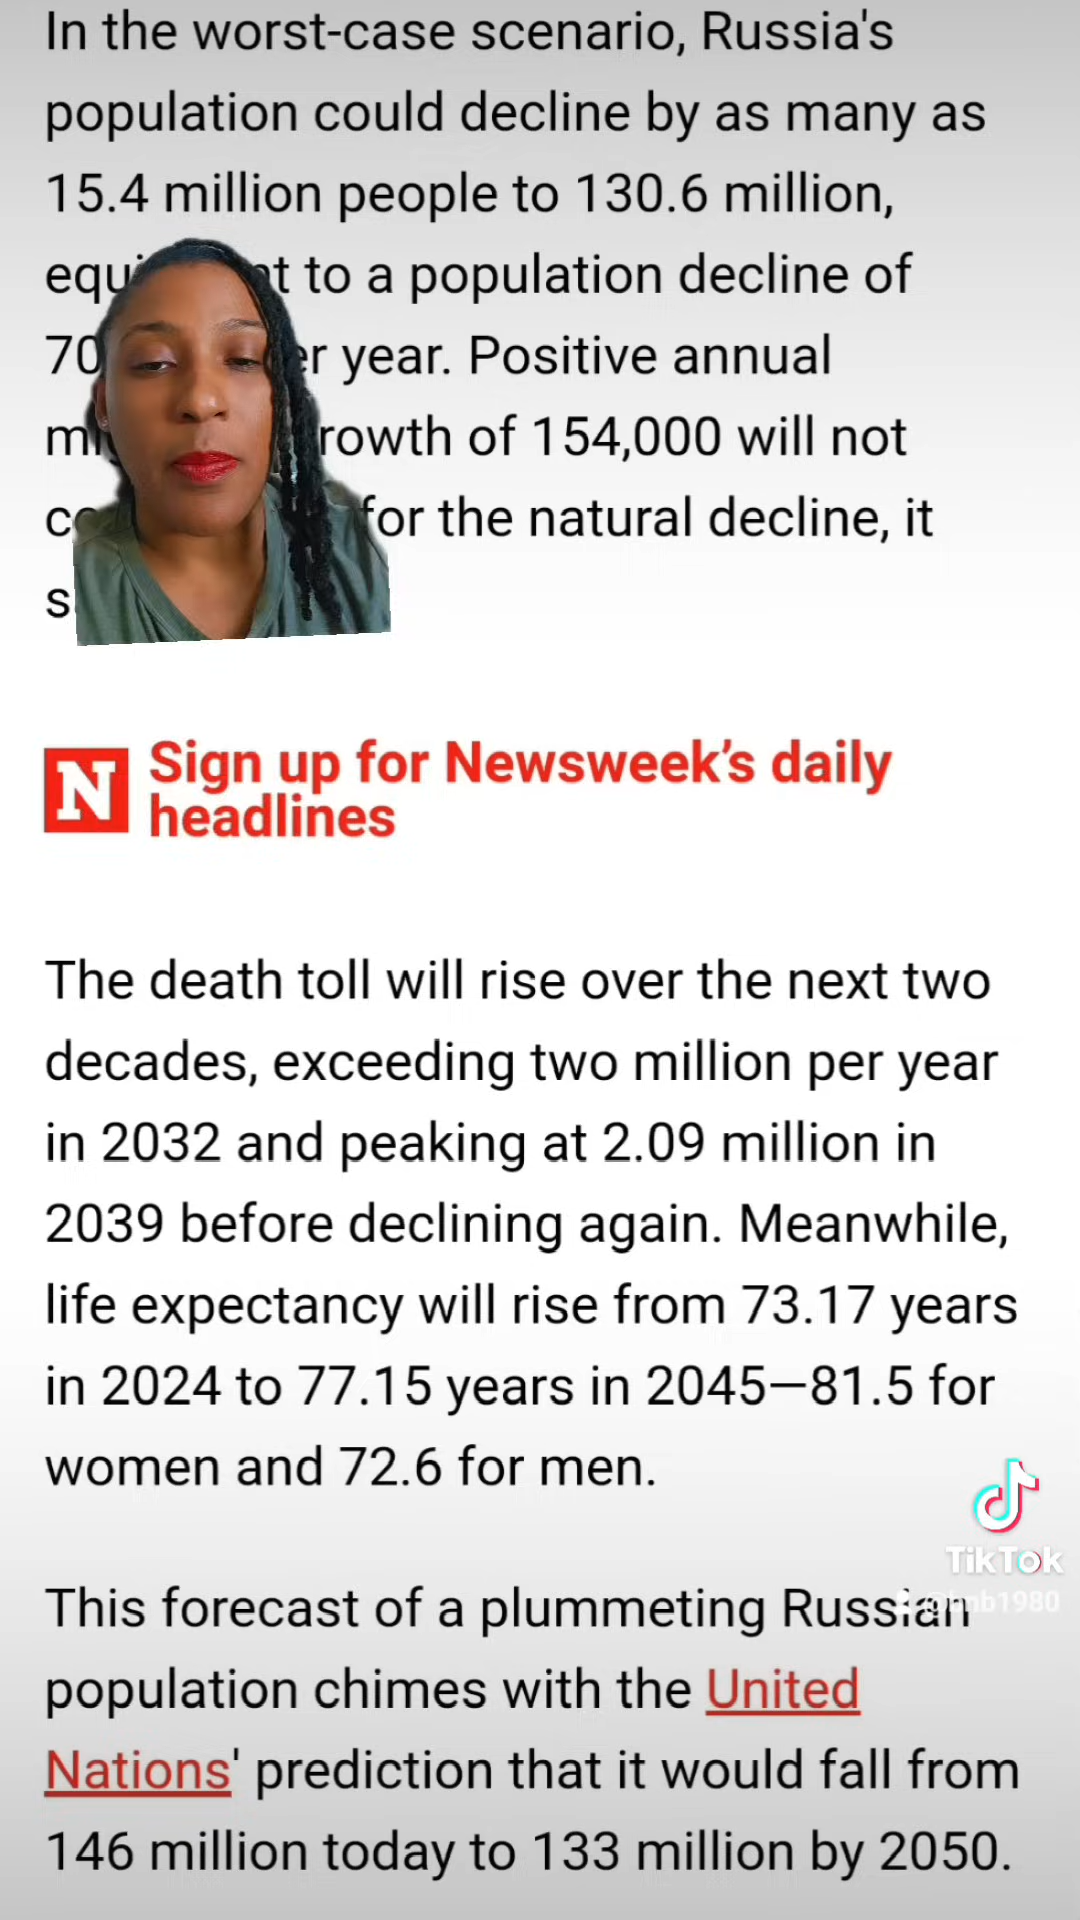 In the worst-case scenario, Russia's
population could decline by as many as
15.4 million people to 130.6 million,
to a population decline of
year. Positive annual
of 154,000 will not
for the natural decline, it
N Sign up for Newsweek’s daily
headlines
The death toll will rise over the next two
decades, exceeding two million per year
in 2032 and peaking at 2.09 million in
2039 before declining again. Meanwhile,
life expectancy will rise from 73.17 years
in 2024 to 77.15 years in 2045—81.5 for
women and 72.6 for men.
TikTok
This forecast of a plummeting Russian
population chimes with the United
Nations' prediction that it would fall from
146 million today to 133 million by 2050.